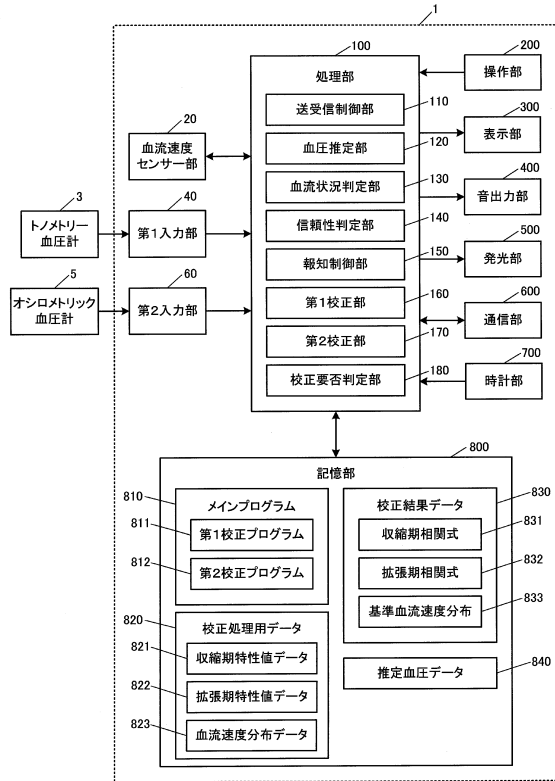 1
100
処理部
送受信制御部
110
血圧推定部
120
血流状況判定部
130
信頼性判定部
140
報知制御部
150
第1校正部
160
第2校正部
170
校正要否判定部
180
20
血流速度
センサー部
3
トノメトリー
血圧計
40
第1入力部
5
オシロメトリック
血圧計
60
第2入力部
200
操作部
300
表示部
400
音出力部
500
発光部
600
通信部
700
時計部
800
記憶部
810
メインプログラム
811
第1校正プログラム
812
第2校正プログラム
820
校正処理用データ
821
収縮期特性値データ
822
拡張期特性値データ
823
血流速度分布データ
830
校正結果データ
831
収縮期相関式
832
拡張期相関式
833
基準血流速度分布
840
推定血圧データ